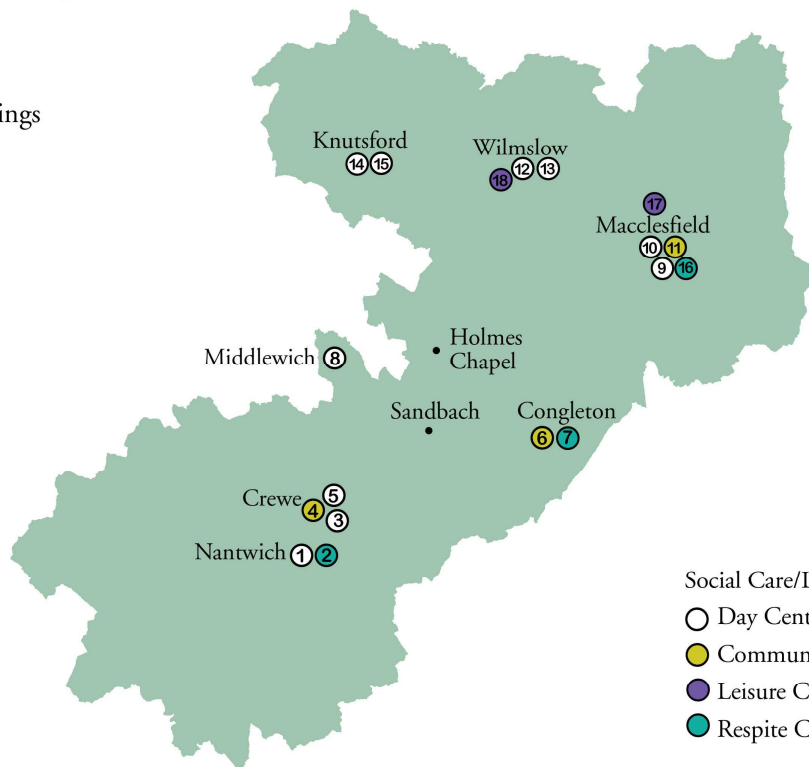 ings
Knutsford
14 15
Wilmslow
18 12 13
17
Macclesfield
10 11
9 16
Holmes
Chapel
Middlewich 8
Sandbach
Congleton
6 7
Crewe 4 5
3
Nantwich 1 2
Social Care/L
Day Cent
Commun
Leisure C
Respite C